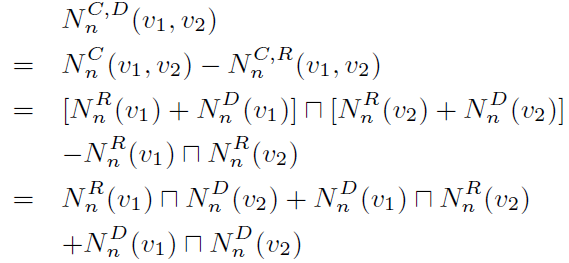 N_n^{C,D}(v_1, v_2)
= N_n^C(v_1, v_2) − N_n^{C,R}(v_1, v_2)
= [N_n^R(v_1) + N_n^D(v_1)] ⊓ [N_n^R(v_2) + N_n^D(v_2)]
−N_n^R(v_1) ⊓ N_n^R(v_2)
= N_n^R(v_1) ⊓ N_n^D(v_2) + N_n^D(v_1) ⊓ N_n^R(v_2)
+N_n^D(v_1) ⊓ N_n^D(v_2)